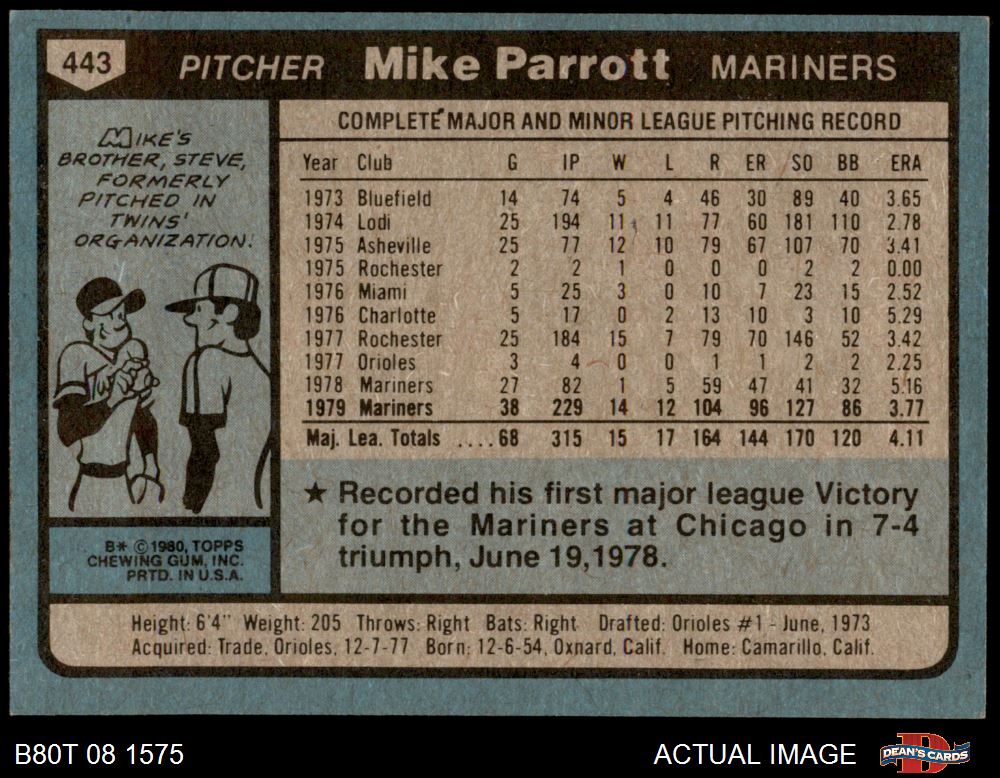 443 PITCHER Mike Parrott MARINERS
MIKE'S
BROTHER, STEVE,
FORMERLY
PITCHED IN
TWINS'
ORGANIZATION.
B* © 1980, TOPPS
CHEWING GUM, INC.
PRTD. IN U.S.A.
COMPLETE MAJOR AND MINOR LEAGUE PITCHING RECORD
Year Club G IP W L R ER SO BB ERA
1973 Bluefield 14 74 5 4 46 30 89 40 3.65
1974 Lodi 25 194 11 11 77 60 181 110 2.78
1975 Asheville 25 77 12 10 79 67 107 70 3.41
1975 Rochester 2 2 1 0 0 0 2 2 0.00
1976 Miami 5 25 3 0 10 7 23 15 2.52
1976 Charlotte 5 17 0 2 13 10 3 10 5.29
1977 Rochester 25 184 15 7 79 70 146 52 3.42
1977 Orioles 3 4 0 0 1 1 2 2 2.25
1978 Mariners 27 82 1 5 59 47 41 32 5.16
1979 Mariners 38 229 14 12 104 96 127 86 3.77
Maj. Lea. Totals ....68 315 15 17 164 144 170 120 4.11
★ Recorded his first major league Victory
for the Mariners at Chicago in 7-4
triumph, June 19,1978.
Height: 6'4" Weight: 205 Throws: Right Bats: Right Drafted: Orioles #1 - June, 1973
Acquired: Trade, Orioles, 12-7-77 Born: 12-6-54, Oxnard, Calif. Home: Camarillo, Calif.
B80T 08 1575 ACTUAL IMAGE DEAN'S CARDS